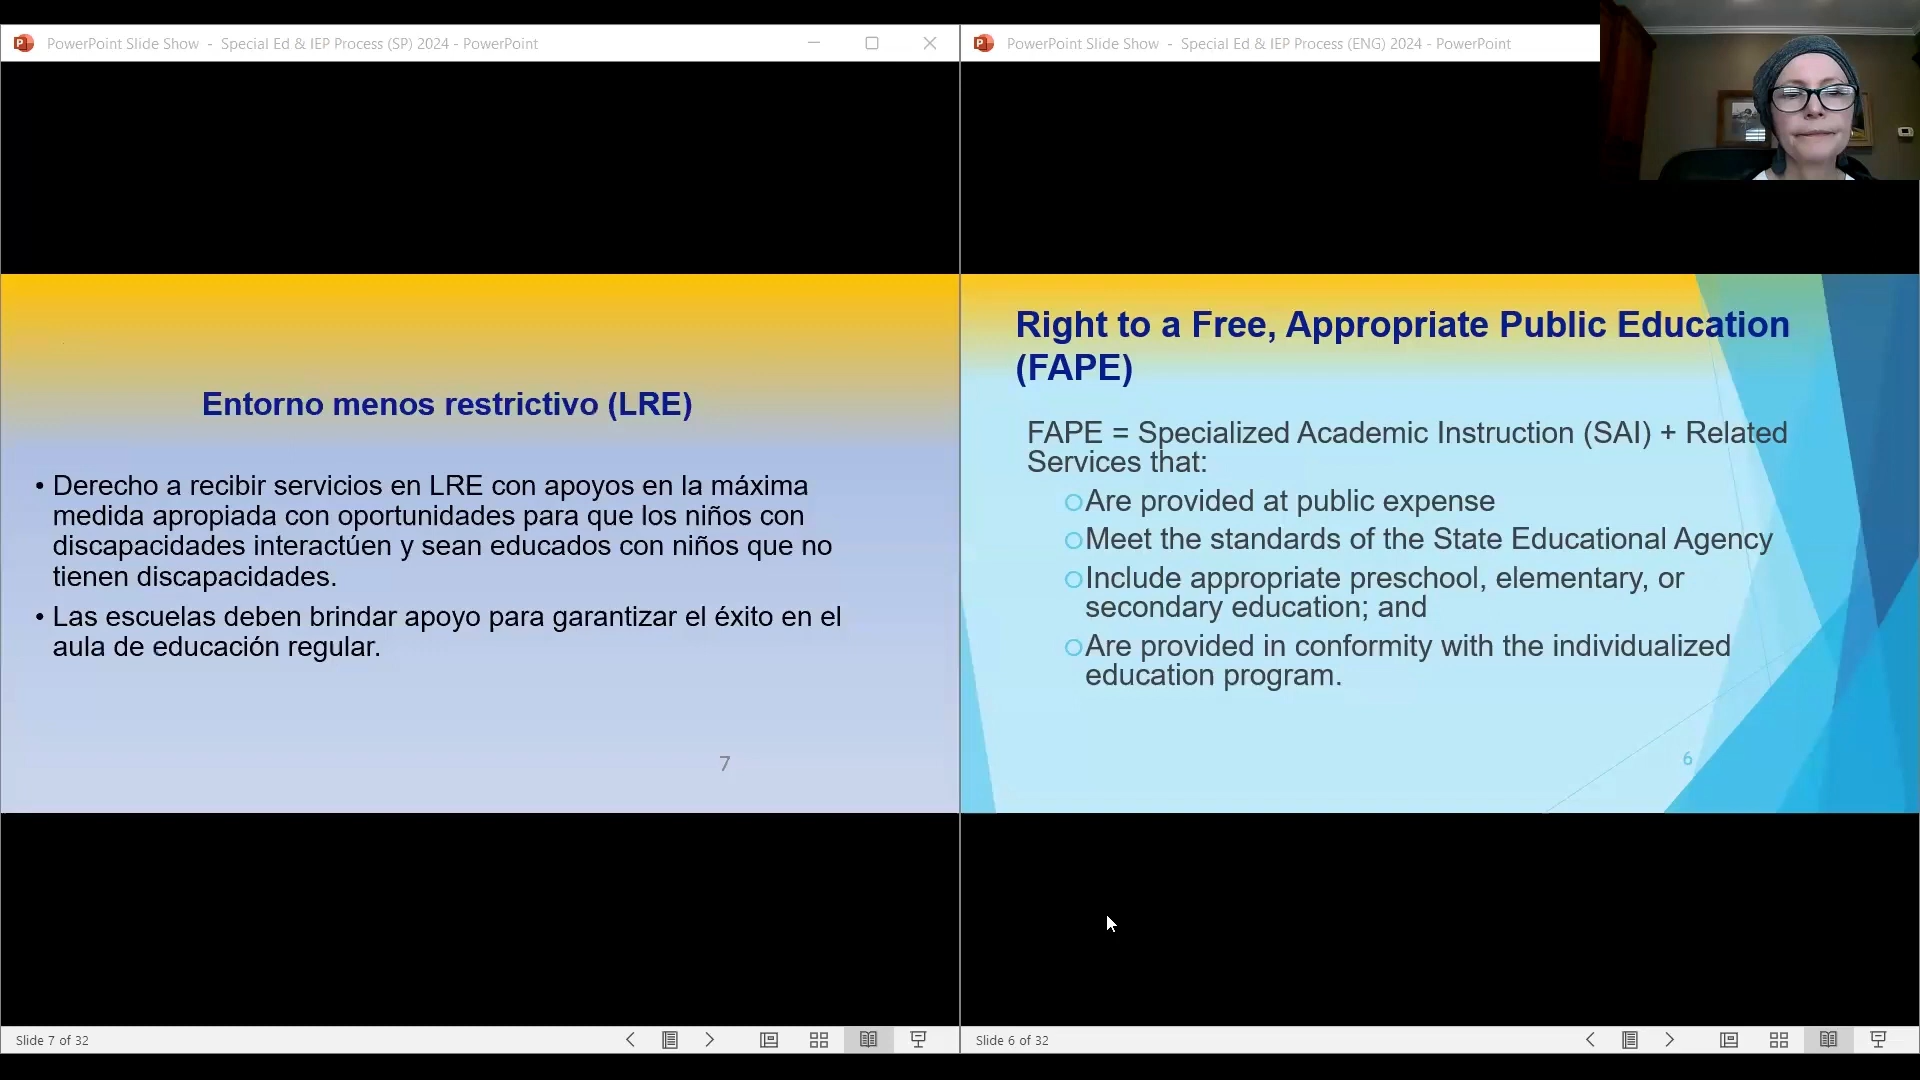 PowerPoint Slide Show - Special Ed & IEP Process (SP) 2024 - PowerPoint
Entorno menos restrictivo (LRE)
• Derecho a recibir servicios en LRE con apoyos en la máxima
medida apropiada con oportunidades para que los niños con
discapacidades interactúen y sean educados con niños que no
tienen discapacidades.
• Las escuelas deben brindar apoyo para garantizar el éxito en el
aula de educación regular.
7
Slide 7 of 32
PowerPoint Slide Show - Special Ed & IEP Process (ENG) 2024 - PowerPoint
Right to a Free, Appropriate Public Education
(FAPE)
FAPE = Specialized Academic Instruction (SAI) + Related
Services that:
Are provided at public expense
Meet the standards of the State Educational Agency
Include appropriate preschool, elementary, or
secondary education; and
Are provided in conformity with the individualized
education program.
6
Slide 6 of 32